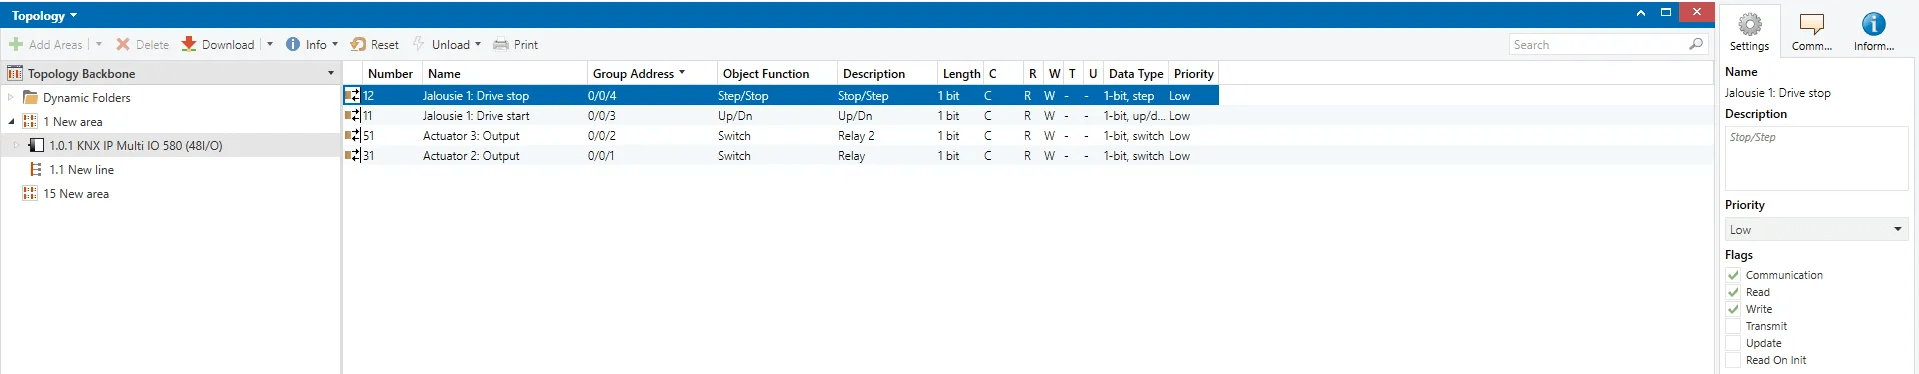 Topology
Add Areas Delete Download Info Reset Unload Print Search
Topology Backbone
Dynamic Folders
1 New area
1.0.1 KNX IP Multi IO 580 (48I/O)
1.1 New line
15 New area
Number Name Group Address Object Function Description Length C R W T U Data Type Priority
12 Jalousie 1: Drive stop 0/0/4 Step/Stop Stop/Step 1 bit C R W - - 1-bit, step Low
11 Jalousie 1: Drive start 0/0/3 Up/Dn Up/Dn 1 bit C R W - - 1-bit, up/d... Low
51 Actuator 3: Output 0/0/2 Switch Relay 2 1 bit C R W - - 1-bit, switch Low
31 Actuator 2: Output 0/0/1 Switch Relay 1 bit C R W - - 1-bit, switch Low
Settings Comm... Inform...
Name
Jalousie 1: Drive stop
Description
Stop/Step
Priority
Low
Flags
Communication
Read
Write
Transmit
Update
Read On Init